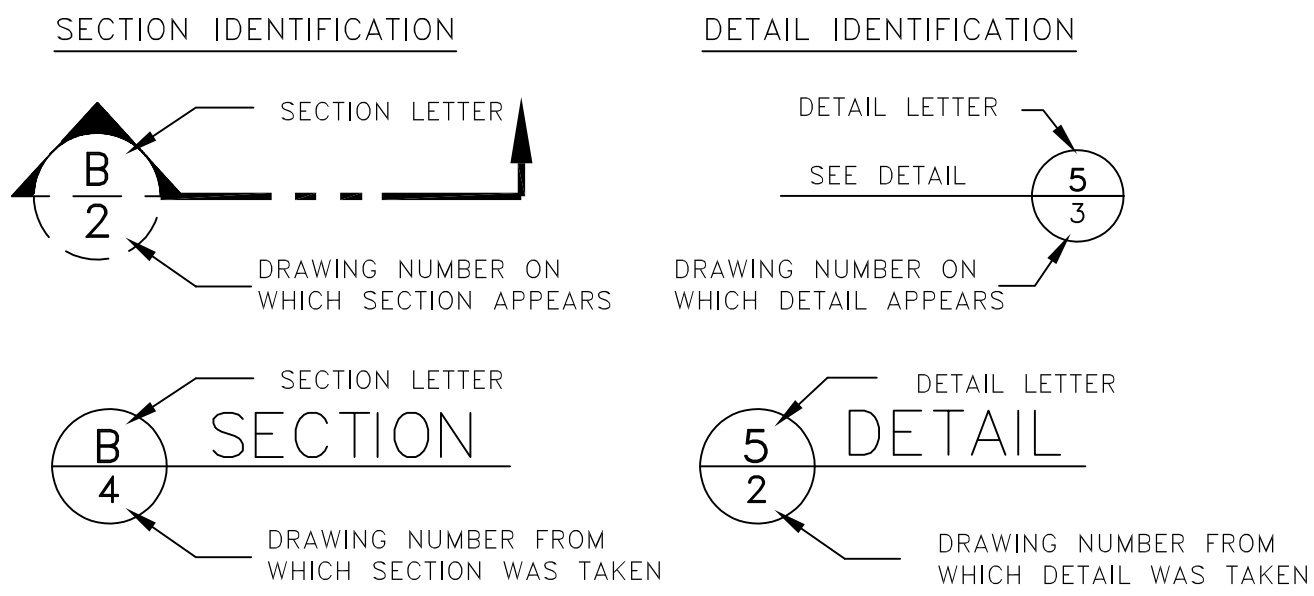 SECTION IDENTIFICATION
SECTION LETTER
B
2
DRAWING NUMBER ON
WHICH SECTION APPEARS
SECTION LETTER
B
SECTION
4
DRAWING NUMBER FROM
WHICH SECTION WAS TAKEN
DETAIL IDENTIFICATION
DETAIL LETTER
SEE DETAIL
5
3
DRAWING NUMBER ON
WHICH DETAIL APPEARS
DETAIL LETTER
5
DETAIL
2
DRAWING NUMBER FROM
WHICH DETAIL WAS TAKEN